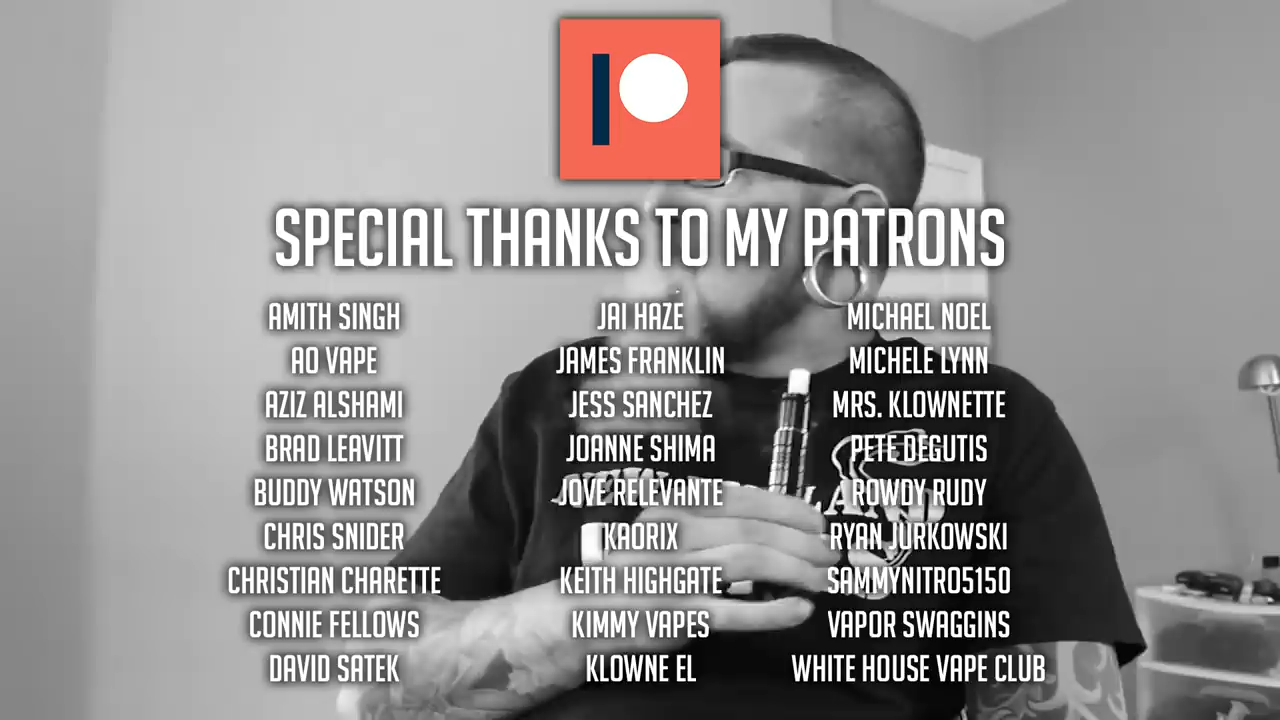 SPECIAL THANKS TO MY PATRONS
AMITH SINGH
AO VAPE
AZIZ ALSHAMI
BRAD LEAVITT
BUDDY WATSON
CHRIS SNIDER
CHRISTIAN CHARETTE
CONNIE FELLOWS
DAVID SATEK
JAI HAZE
JAMES FRANKLIN
JESS SANCHEZ
JOANNE SHIMA
JOVE RELEVANTE
KAORIX
KEITH HIGHGATE
KIMMY VAPES
KLOWNE EL
MICHAEL NOEL
MICHELE LYNN
MRS. KLOWNETTE
PETE DEGUTIS
ROWDY RUDY
RYAN JURKOWSKI
SAMMYNITRO5150
VAPOR SWAGGINS
WHITE HOUSE VAPE CLUB